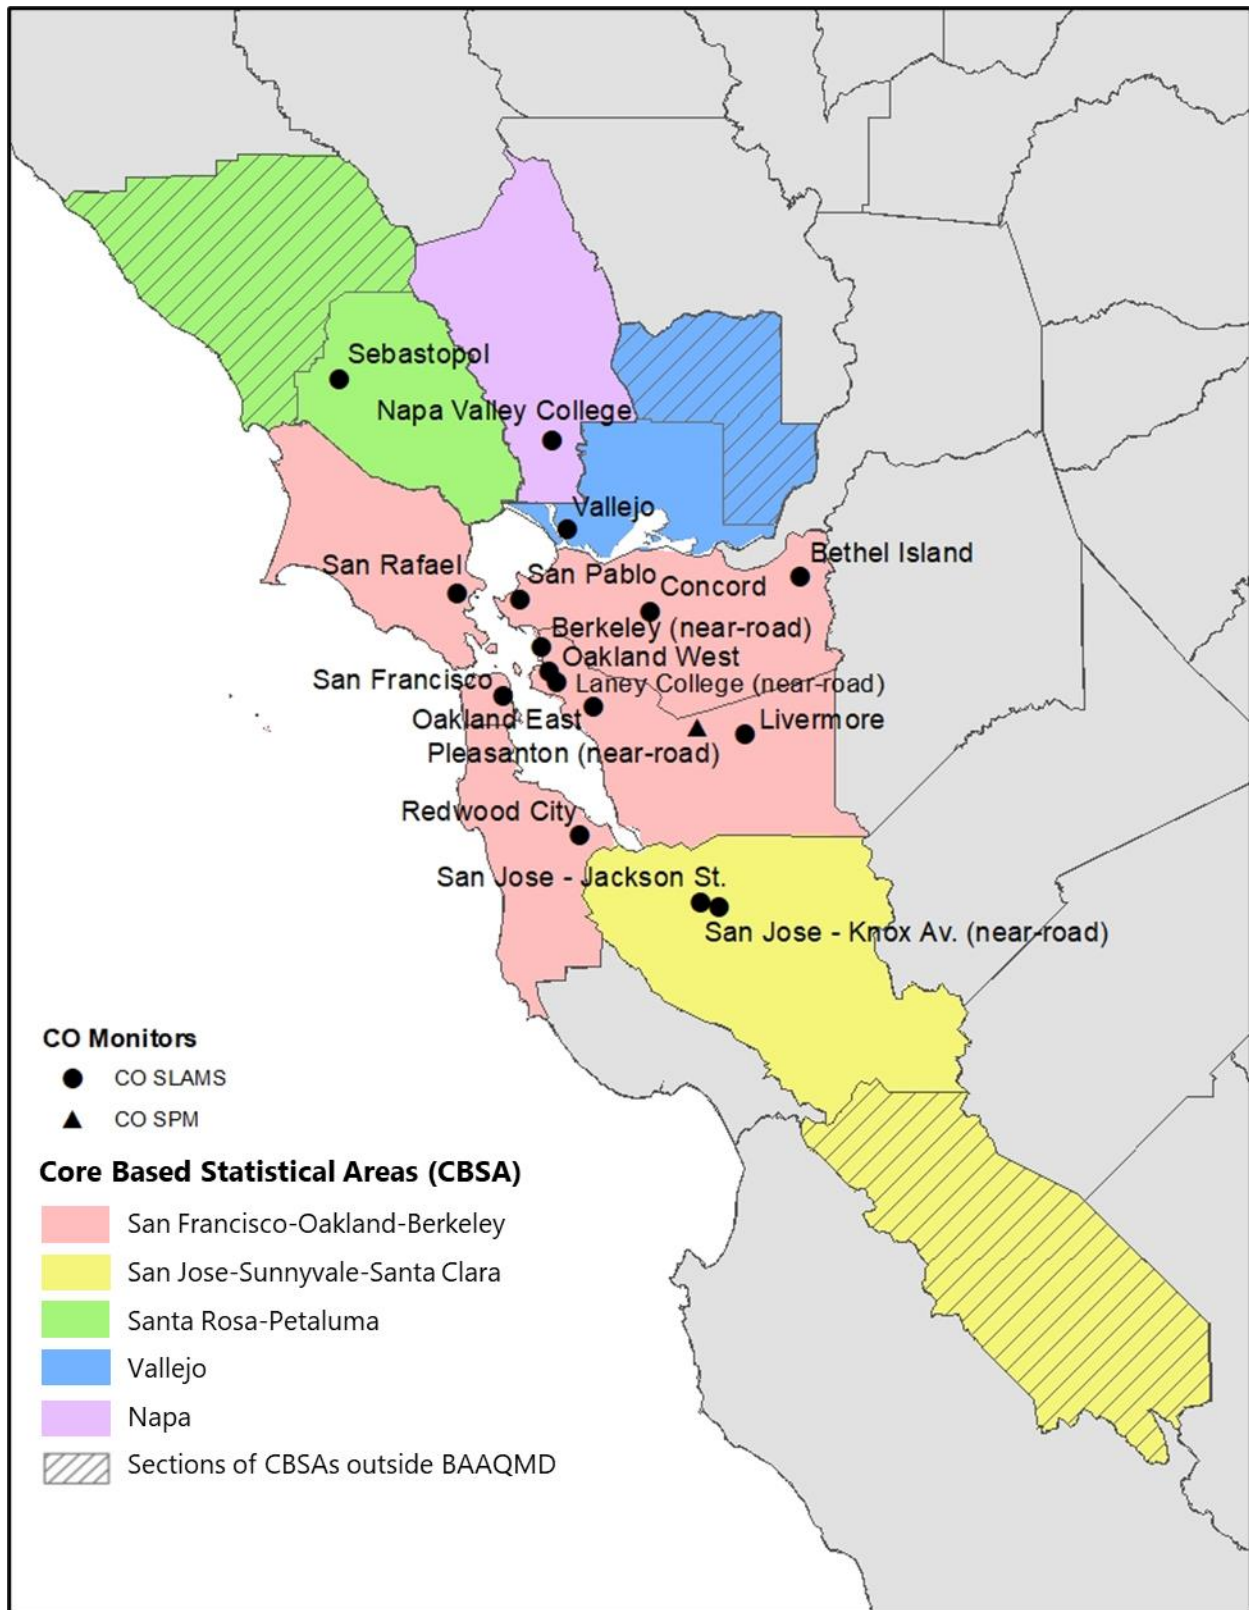 Sebastopol
Napa Valley College
Vallejo
Bethel Island
San Rafael
San Pablo
Concord
Berkeley (near-road)
Oakland West
San Francisco
Laney College (near-road)
Oakland East
Livermore
Pleasanton (near-road)
Redwood City
San Jose - Jackson St.
San Jose - Knox Av. (near-road)
CO Monitors
CO SLAMS
CO SPM
Core Based Statistical Areas (CBSA)
San Francisco-Oakland-Berkeley
San Jose-Sunnyvale-Santa Clara
Santa Rosa-Petaluma
Vallejo
Napa
Sections of CBSAs outside BAAQMD